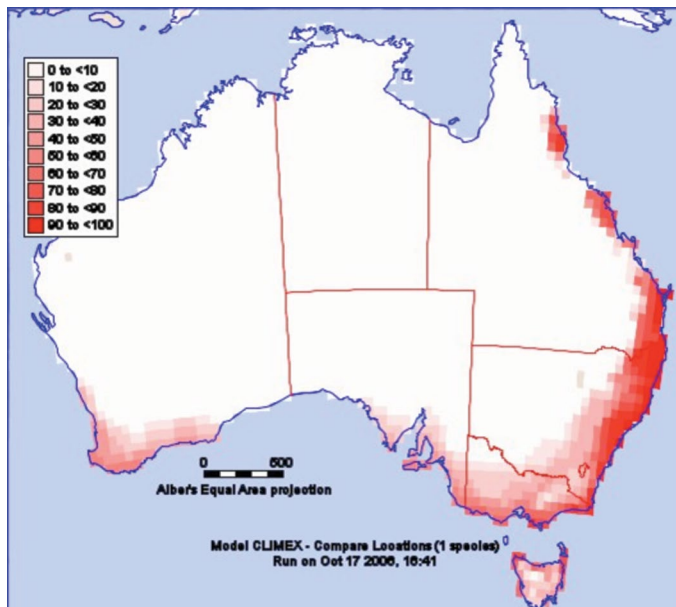 0 to <10
10 to <20
20 to <30
30 to <40
40 to <50
50 to <60
60 to <70
70 to <80
80 to <90
90 to <100
0 500
Alber's Equal Area projection
Model CLIMEX - Compare Locations (1 species)
Run on Oct 17 2006, 16:41